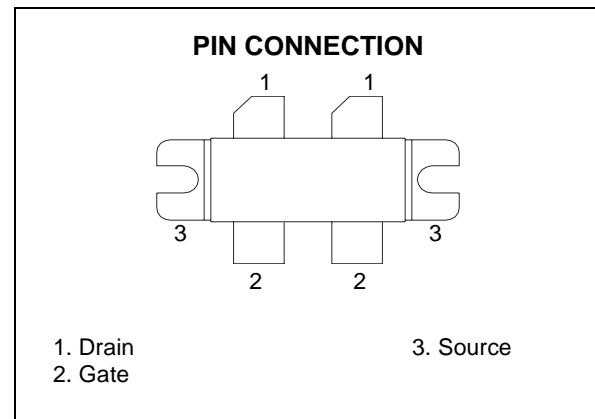 PIN CONNECTION
1 1
3 3
2 2
1. Drain 3. Source
2. Gate